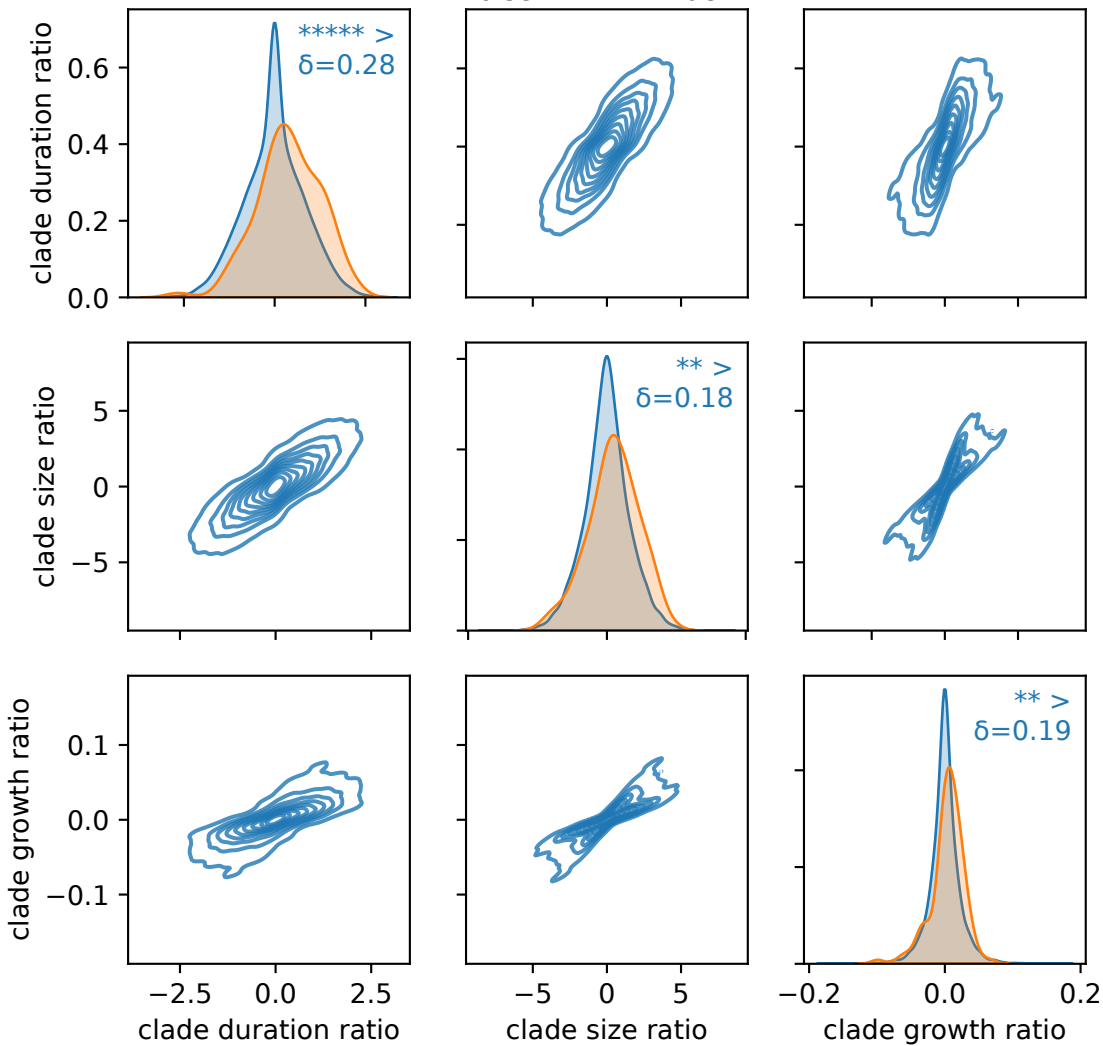 clade duration ratio
0.6
0.4
0.2
0.0
***** >
δ=0.28
clade size ratio
5
0
−5
** >
δ=0.18
clade growth ratio
0.1
0.0
−0.1
** >
δ=0.19
−2.5 0.0 2.5
−5 0 5
−0.2 0.0 0.2
clade duration ratio
clade size ratio
clade growth ratio